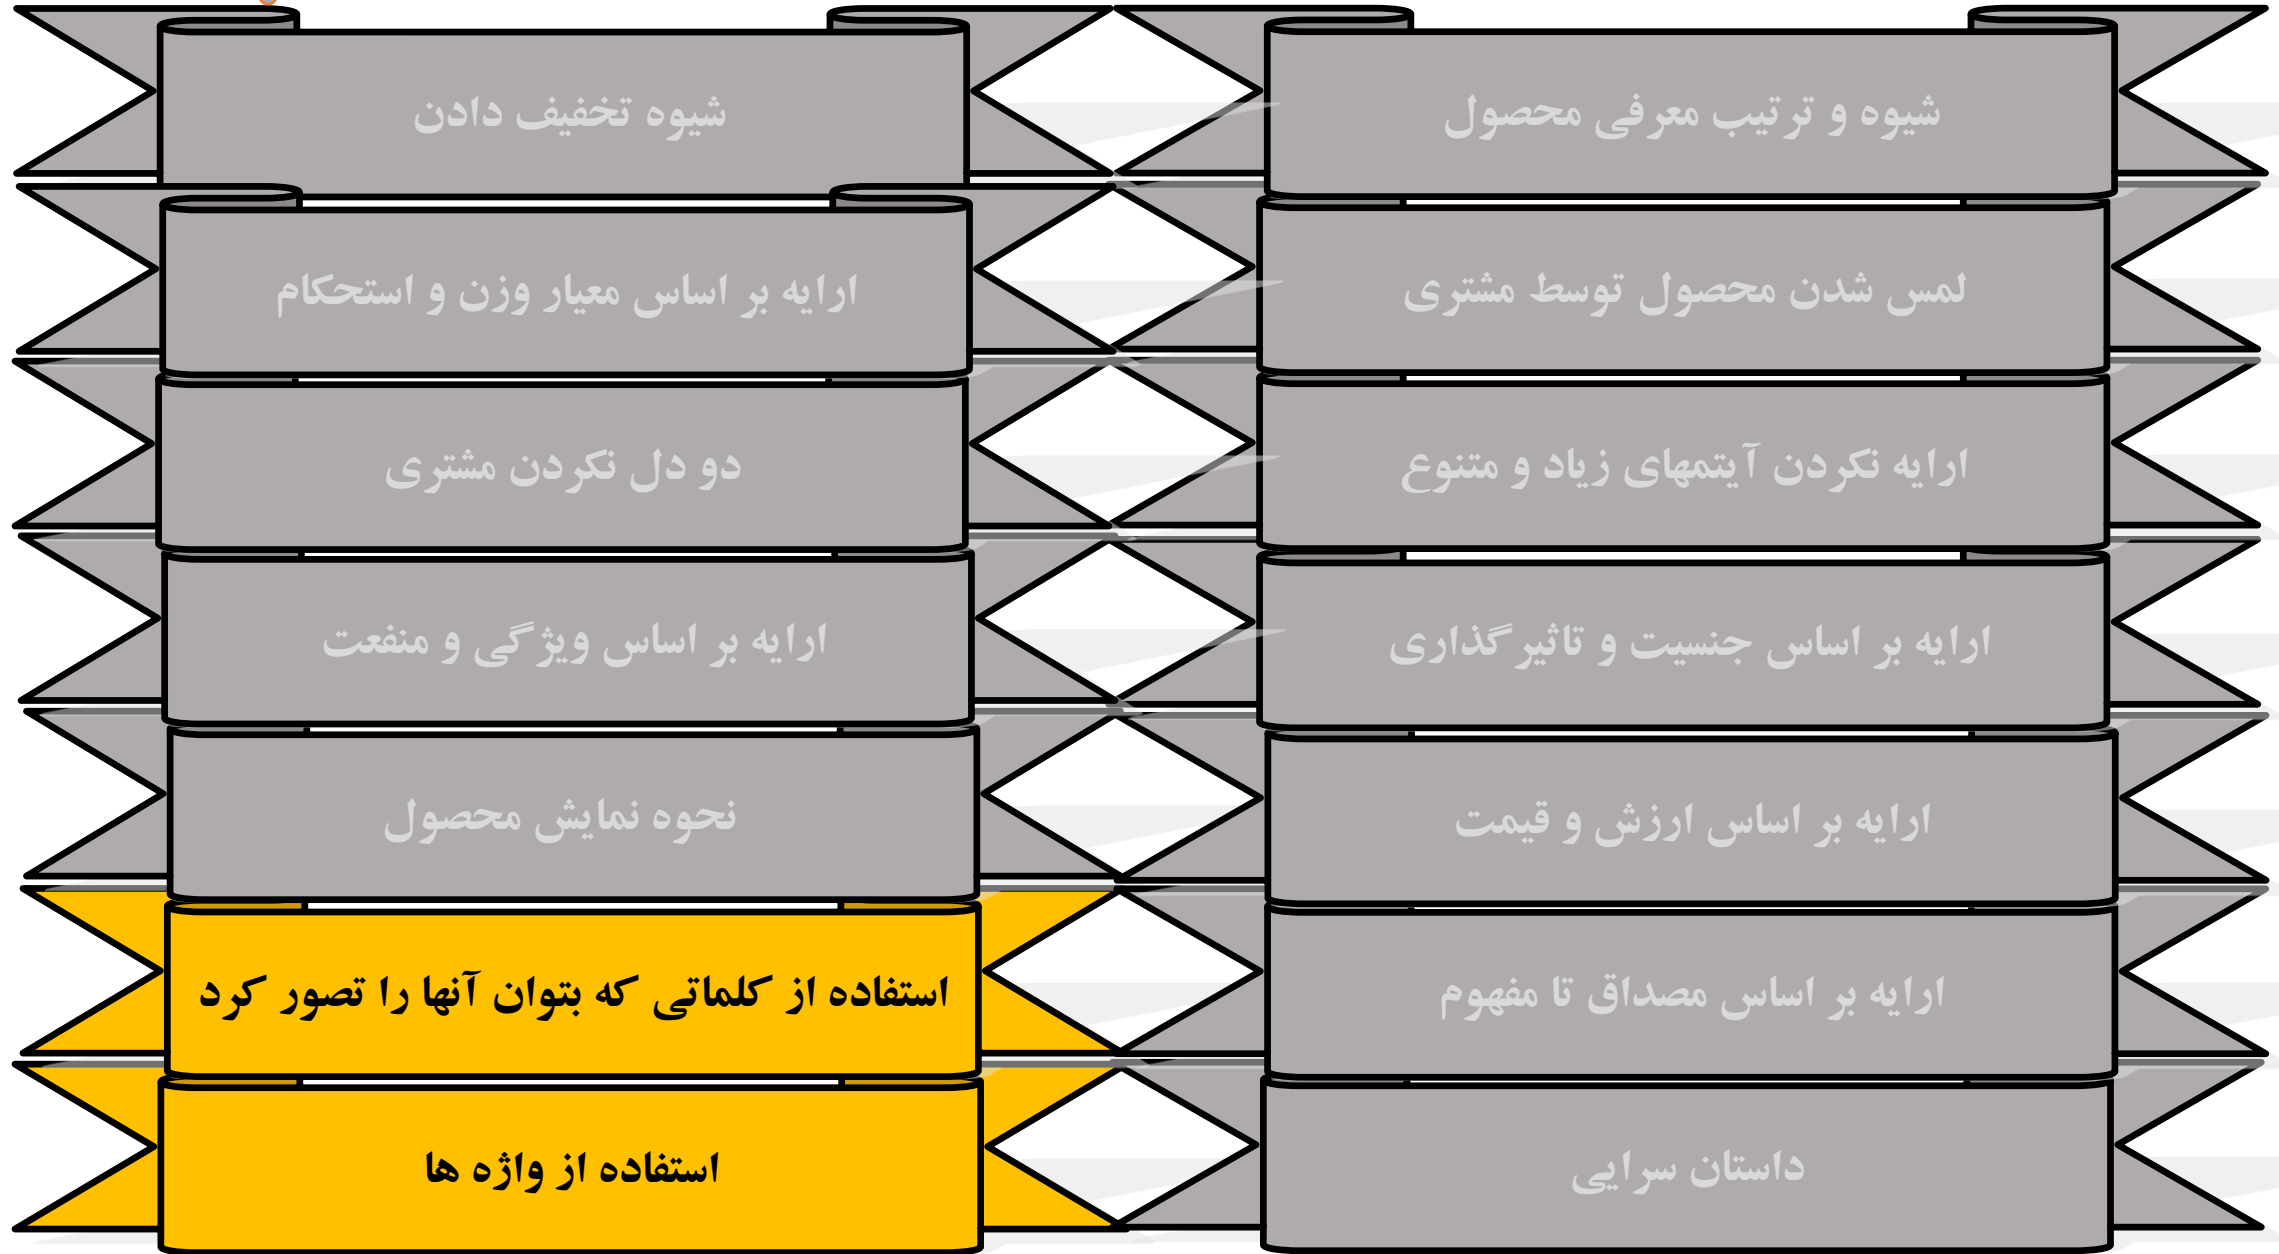 شیوه و ترتیب معرفی محصول
لمس شدن محصول توسط مشتری
ارایه نکردن آیتمهای زیاد و متنوع
ارایه بر اساس جنسیت و تاثیر گذاری
ارایه بر اساس ارزش و قیمت
ارایه بر اساس مصداق تا مفهوم
داستان سرایی
شیوه تخفیف دادن
ارایه بر اساس معیار وزن و استحکام
دو دل نکردن مشتری
ارایه بر اساس ویژگی و منفعت
نحوه نمایش محصول
استفاده از کلماتی که بتوان آنها را تصور کرد
استفاده از واژه ها